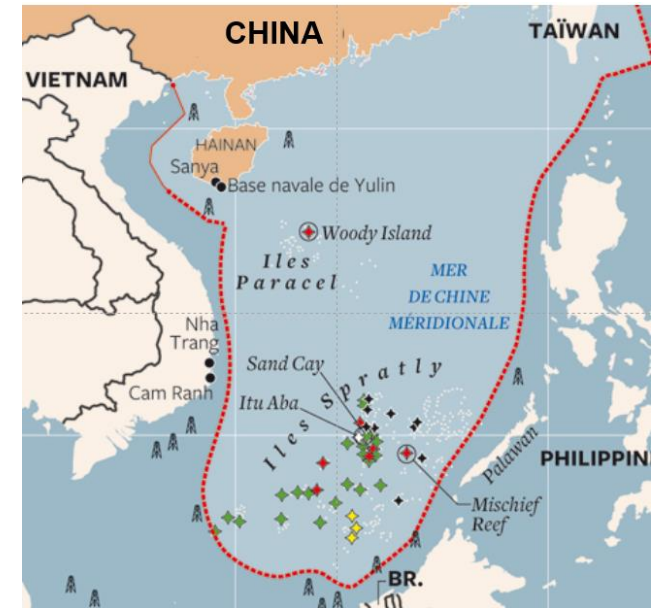 CHINA
TAÏWAN
VIETNAM
HAINAN
Sanya
Base navale de Yulin
Woody Island
Iles
Paracel
MER
DE CHINE
MÉRIDIONALE
Nha
Trang
Cam Ranh
Sand Cay
Itu Aba
Iles Spratly
Palawan
PHILIPPIN
Mischief
Reef
BR.